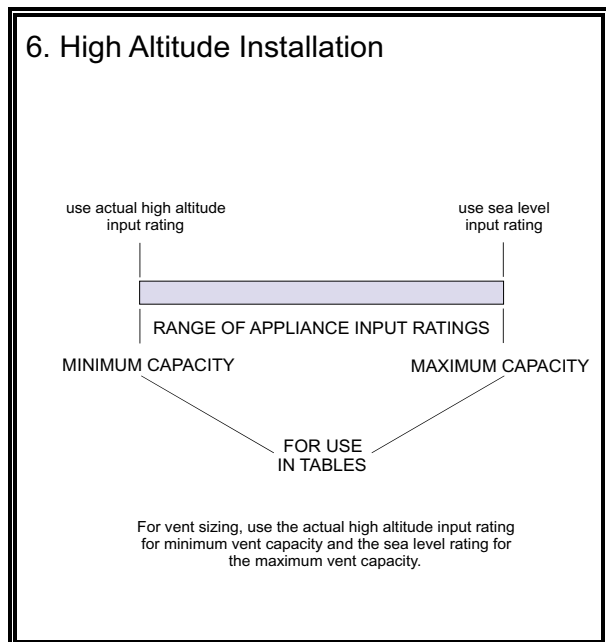 6. High Altitude Installation
use actual high altitude
input rating
use sea level
input rating
RANGE OF APPLIANCE INPUT RATINGS
MINIMUM CAPACITY
MAXIMUM CAPACITY
FOR USE
IN TABLES
For vent sizing, use the actual high altitude input rating
for minimum vent capacity and the sea level rating for
the maximum vent capacity.